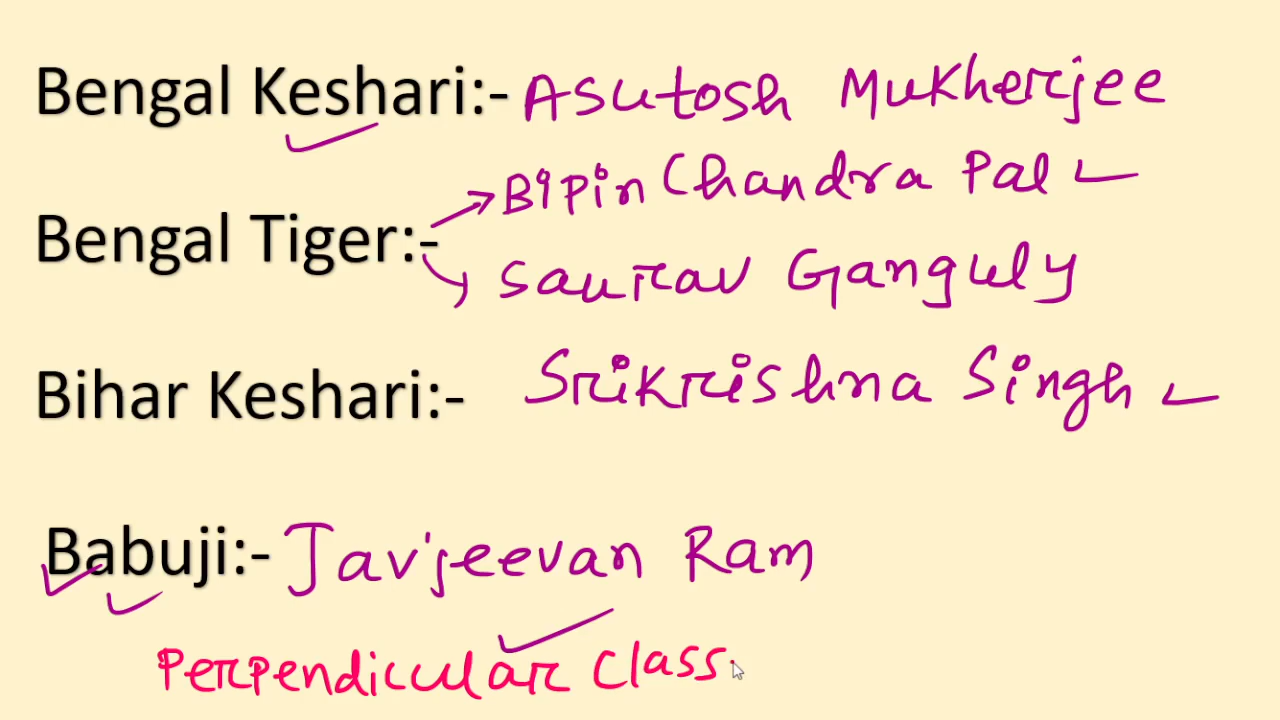 Bengal Keshari:- Asutosh Mukherjee
Bipin Chandra Pal
Bengal Tiger:-
Saurav Ganguly
Bihar Keshari:- Srikrishna Singh
Babuji:- Javjeevan Ram
Perpendicular Class